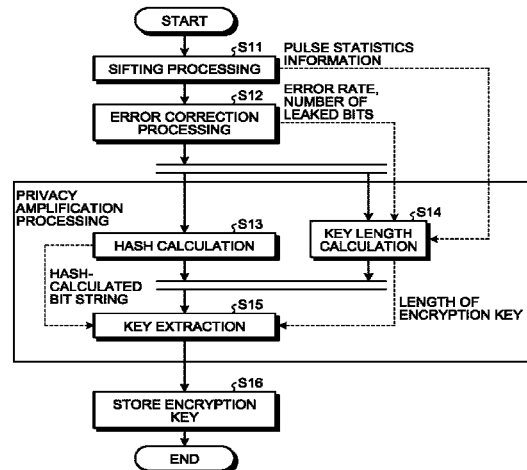 START
S11
SIFTING PROCESSING
PULSE STATISTICS
INFORMATION
S12
ERROR CORRECTION
PROCESSING
ERROR RATE,
NUMBER OF
LEAKED BITS
PRIVACY
AMPLIFICATION
PROCESSING
S13
HASH CALCULATION
S14
KEY LENGTH
CALCULATION
HASH-
CALCULATED
BIT STRING
S15
KEY EXTRACTION
LENGTH OF
ENCRYPTION KEY
S16
STORE ENCRYPTION
KEY
END